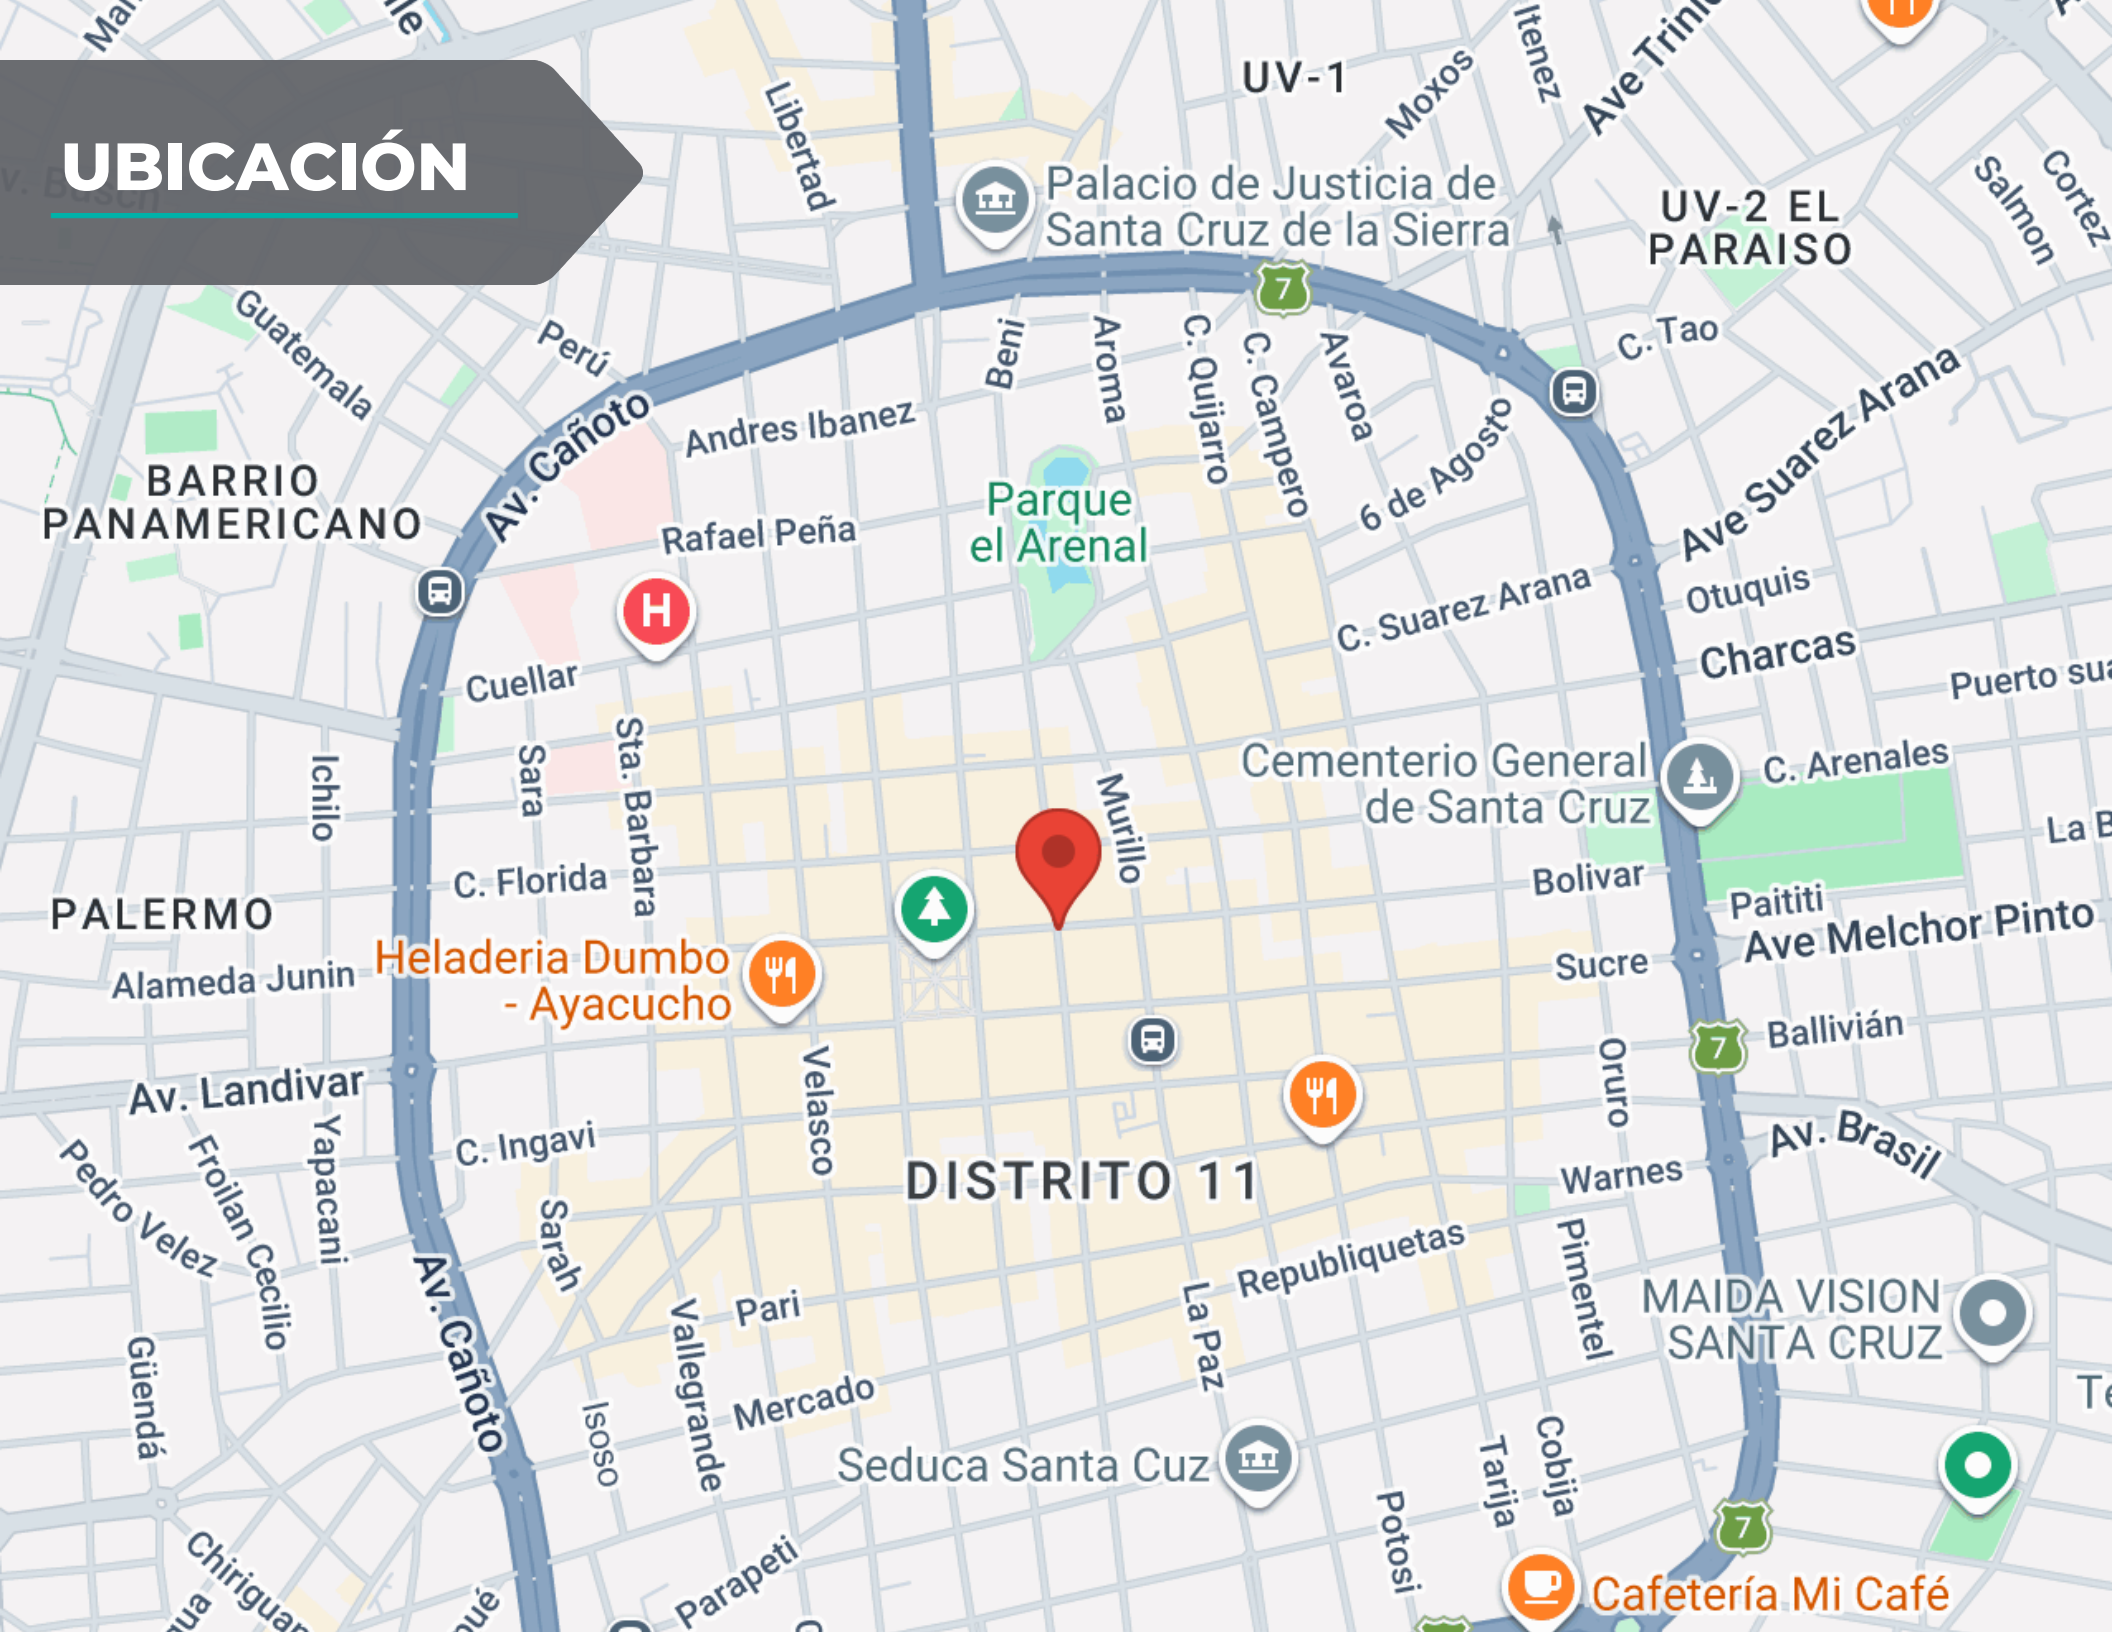 UBICACIÓN
UV-1
Itenez
Ave Trini
Moxos
Libertad
Palacio de Justicia de
Santa Cruz de la Sierra
UV-2 EL
PARAISO
Salmon
Cortez
7
C. Tao
Guatemala
Perú
Beni
Aroma
C. Quijarro
C. Campero
Avaroa
6 de Agosto
Ave Suarez Arana
Av. Cañoto
Andres Ibanez
BARRIO
PANAMERICANO
Rafael Peña
Parque
el Arenal
H
C. Suarez Arana
Otuquis
Charcas
Puerto sua
Cuellar
Sta. Barbara
Sara
Ichilo
Murillo
Cementerio General
de Santa Cruz
C. Arenales
La B
C. Florida
Bolivar
Paititi
PALERMO
Ave Melchor Pinto
Heladeria Dumbo
- Ayacucho
Alameda Junin
Sucre
Ballivián
7
Velasco
Oruro
Av. Landivar
C. Ingavi
Yapacani
Froilan Cecilio
Pedro Velez
Av. Brasil
Warnes
DISTRITO 11
Sarah
Republiquetas
Pimentel
Av. Cañoto
Pari
La Paz
MAIDA VISION
SANTA CRUZ
Güendá
Vallegrande
Mercado
Isoso
Seduca Santa Cuz
Cobija
Tarija
Potosi
7
Parapeti
Chiriguan
Cafetería Mi Café